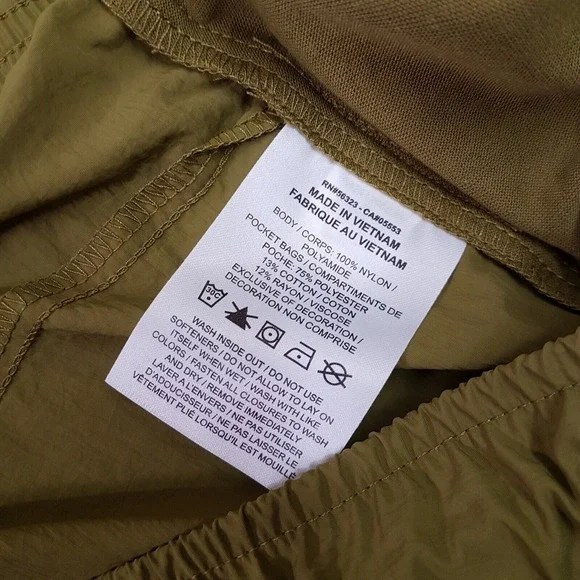 RN#56323 - CA#05553
MADE IN VIETNAM
FABRIQUE AU VIETNAM
BODY / CORPS: 100% NYLON /
POLYAMIDE
POCKET BAGS / COMPARTIMENTS DE
POCHE: 75% POLYESTER
13% COTTON / COTON
12% RAYON / VISCOSE
EXCLUSIVE OF DECORATION /
DECORATION NON COMPRISE
30C
WASH INSIDE OUT / DO NOT USE
SOFTENERS / DO NOT ALLOW TO LAY ON
ITSELF WHEN WET / WASH WITH LIKE
COLORS / FASTEN ALL CLOSURES TO WASH
AND DRY / REMOVE IMMEDIATELY
LAVER A L'ENVERS / NE PAS UTILISER
D'ADOUCISSEUR / NE PAS LAISSER LE
VÊTEMENT PLIÉ LORSQU'IL EST MOUILLÉ